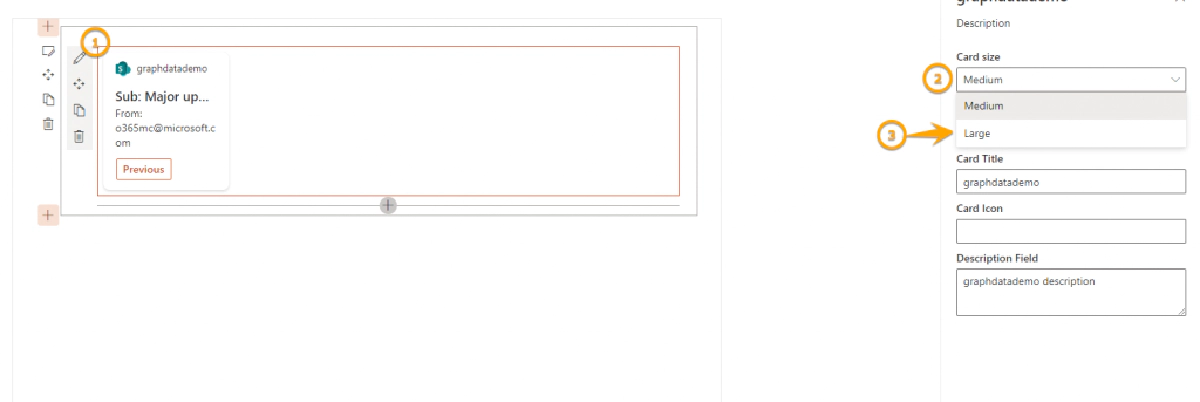 graphdatademo
Description
1
graphdatademo
Sub: Major up...
From:
o365mc@microsoft.c
om
Previous
Card size
2
Medium
Medium
3
Large
Card Title
graphdatademo
Card Icon
Description Field
graphdatademo description